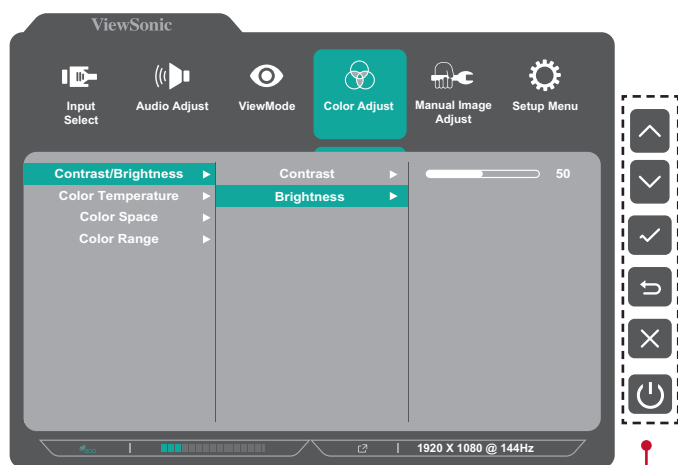 ViewSonic
Input Select
Audio Adjust
ViewMode
Color Adjust
Manual Image Adjust
Setup Menu
Contrast/Brightness
Contrast
50
Color Temperature
Brightness
Color Space
Color Range
1920 X 1080 @ 144Hz